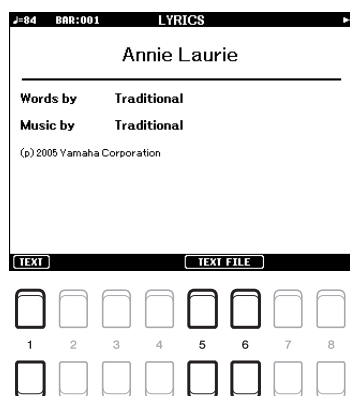 ♩=84 BAR:001 LYRICS
Annie Laurie
Words by Traditional
Music by Traditional
(p) 2005 Yamaha Corporation
TEXT TEXT FILE
1 2 3 4 5 6 7 8